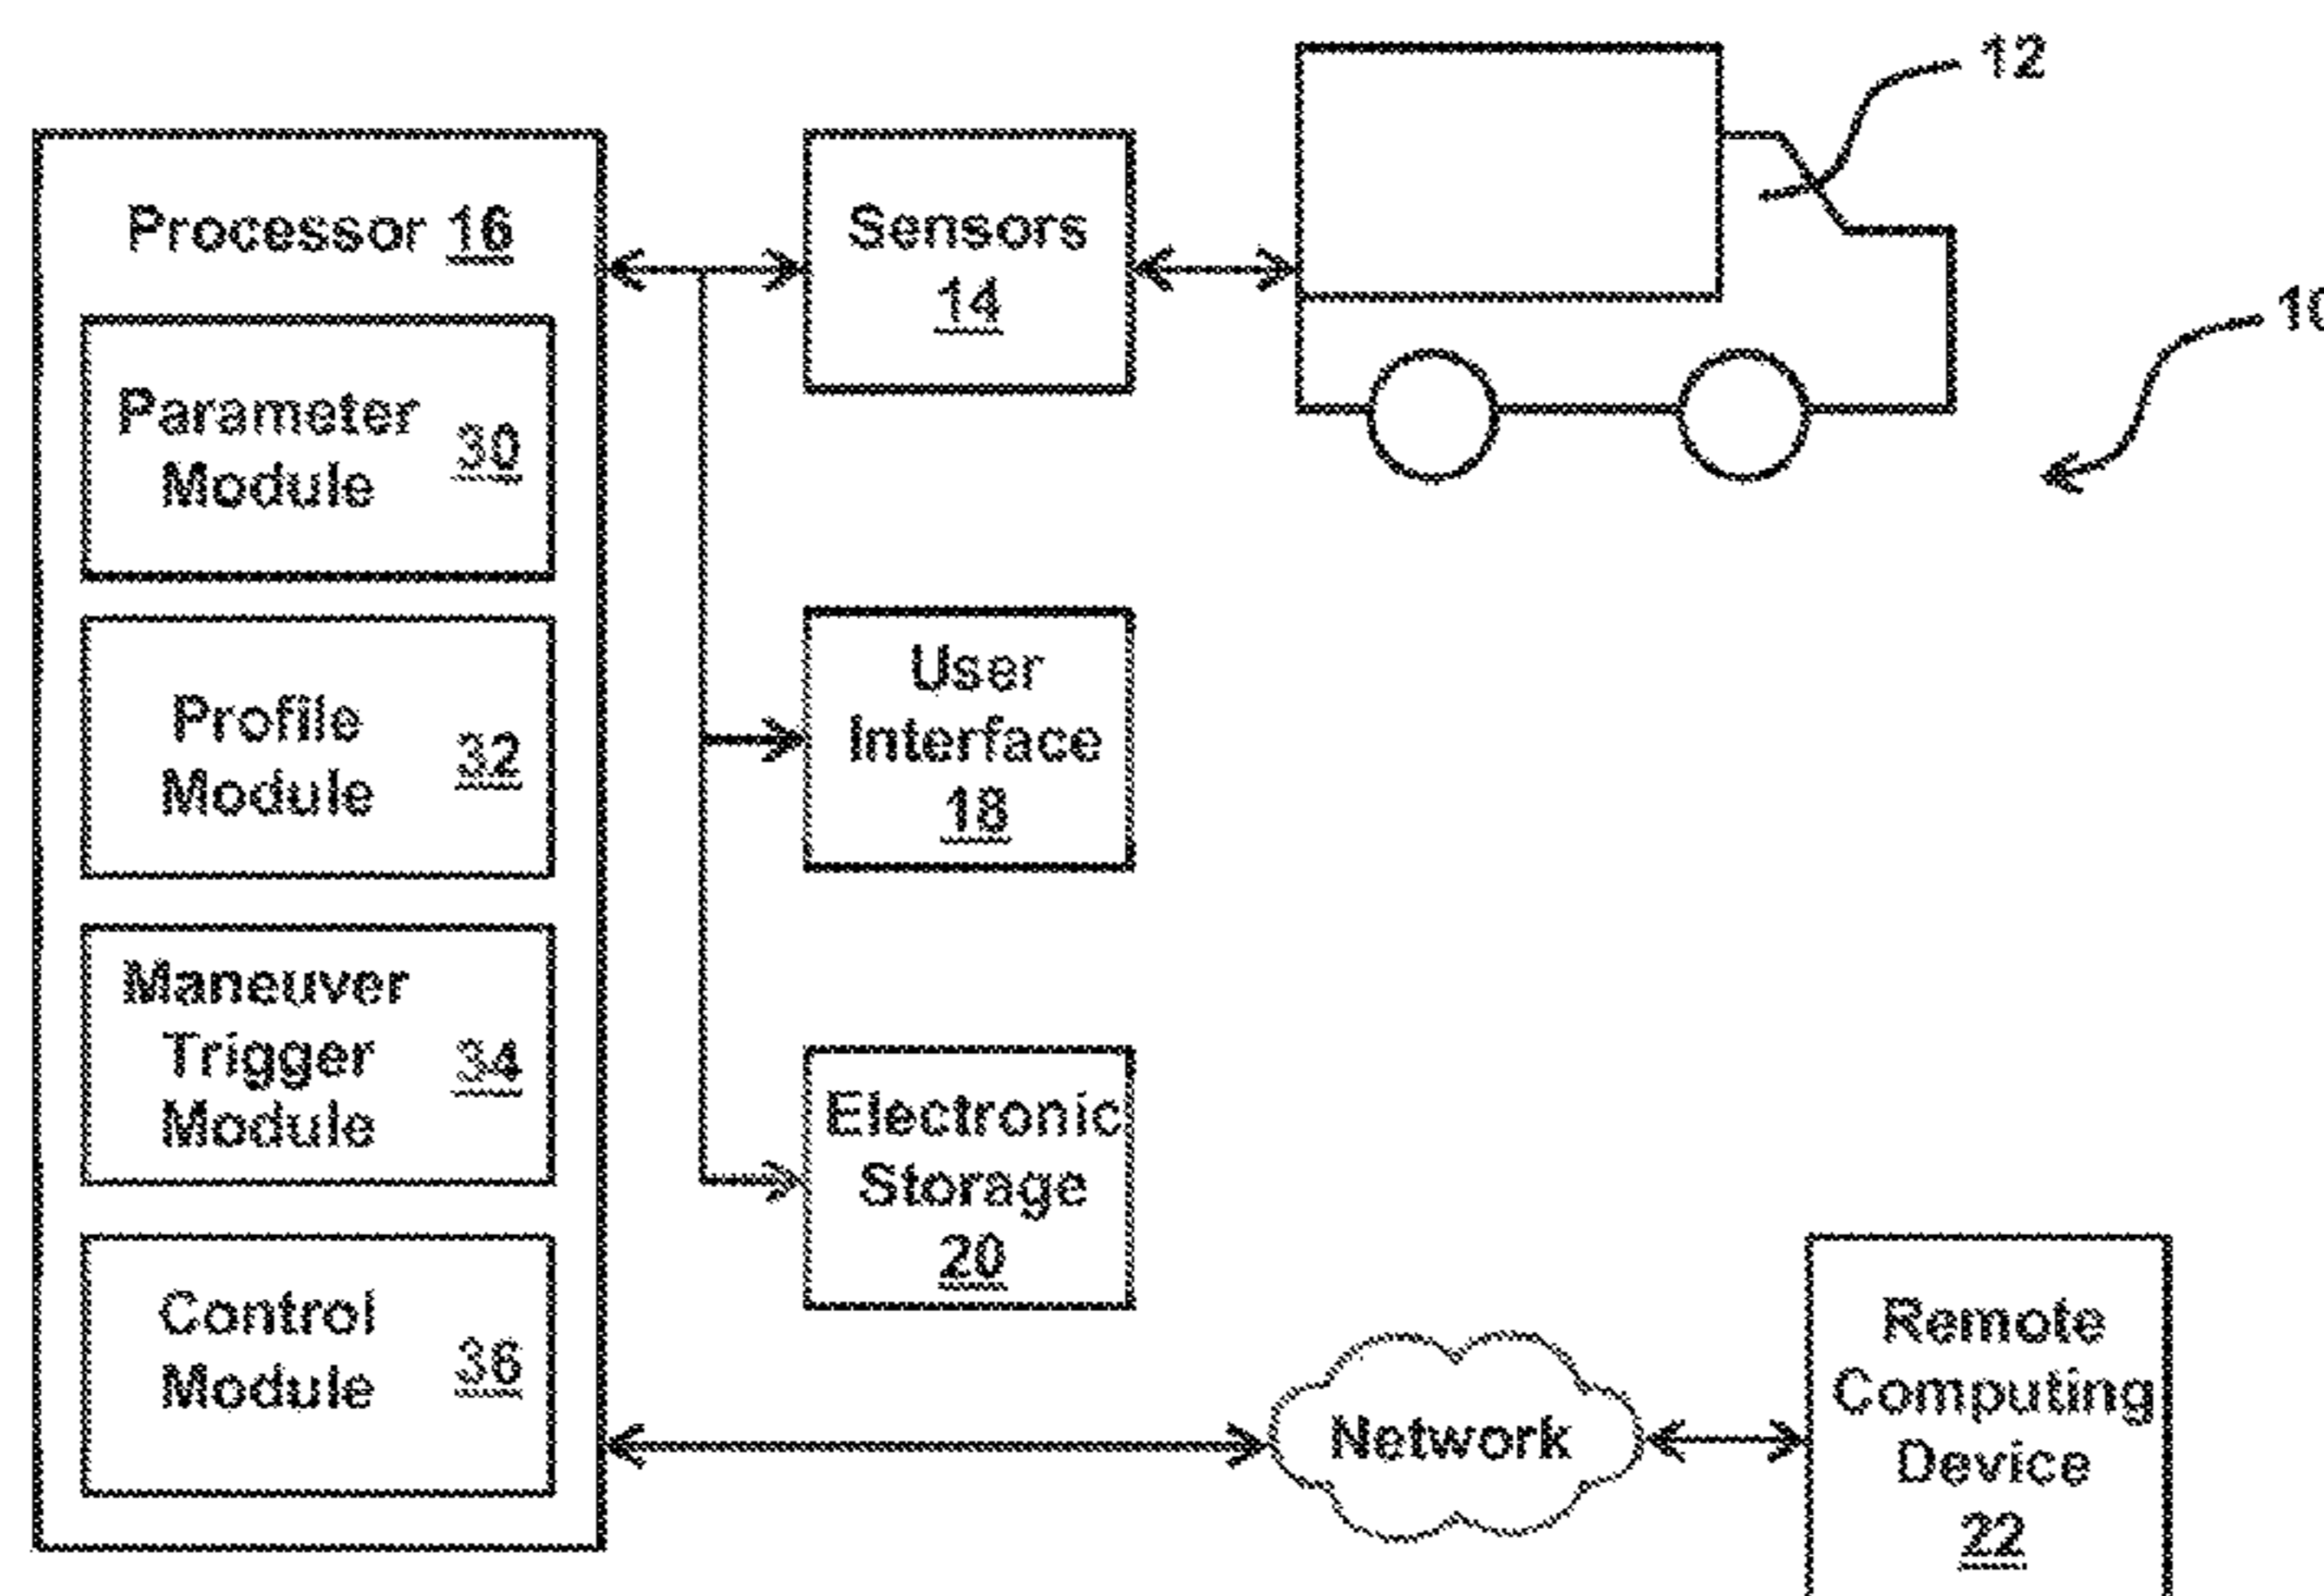 12
10
Processor 16
Parameter
Module
30
Profile
Module
32
Maneuver
Trigger
Module
34
Control
Module
36
Sensors
14
User
Interface
18
Electronic
Storage
20
Network
Remote
Computing
Device
22